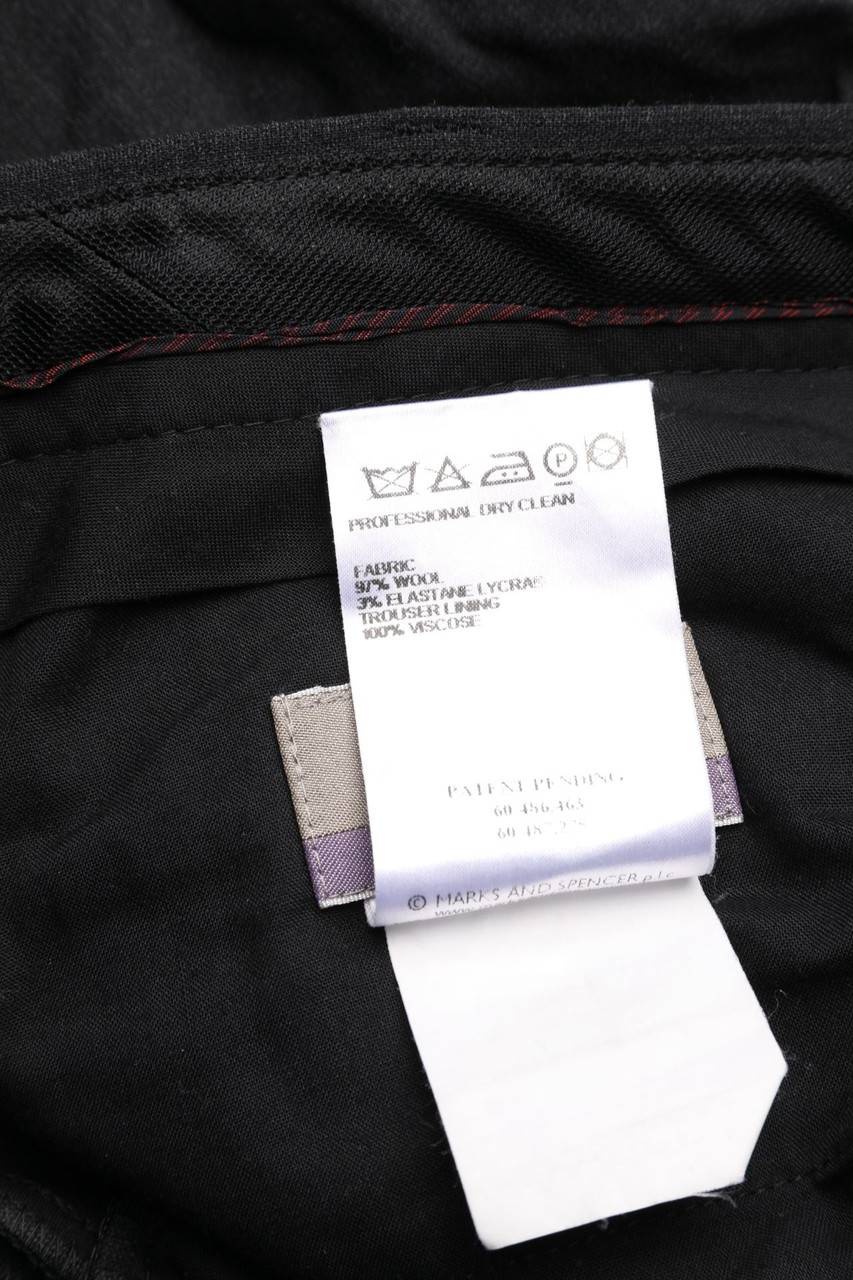 P
PROFESSIONAL DRY CLEAN
FABRIC
97% WOOL
3% ELASTANE LYCRA®
TROUSER LINING
100% VISCOSE
PATENT PENDING
60 486,463
© MARKS AND SPENCER p.l.c.